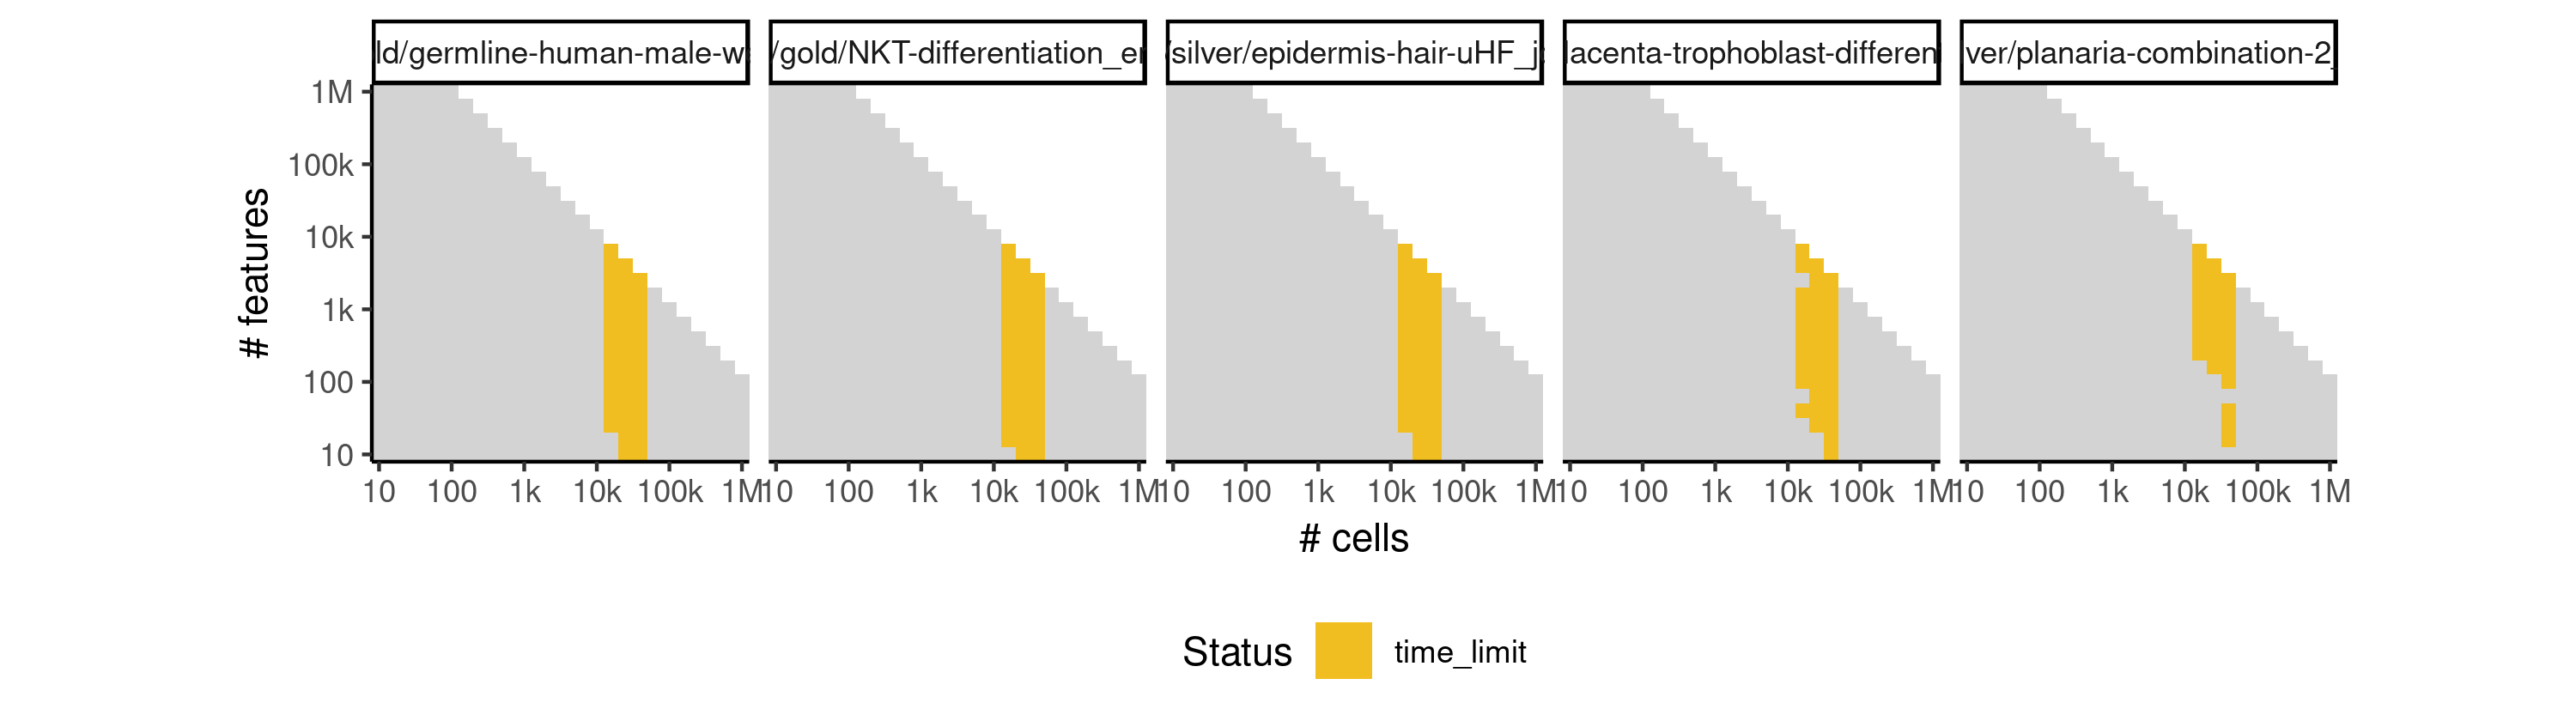 ld/germline-human-male-w
/gold/NKT-differentiation_e
/silver/epidermis-hair-uHF_j
lacenta-trophoblast-differen
ver/planaria-combination-2
# features
1M
100k
10k
1k
100
10
10 100 1k 10k 100k 1M
10 100 1k 10k 100k 1M
10 100 1k 10k 100k 1M
10 100 1k 10k 100k 1M
10 100 1k 10k 100k 1M
# cells
Status time_limit